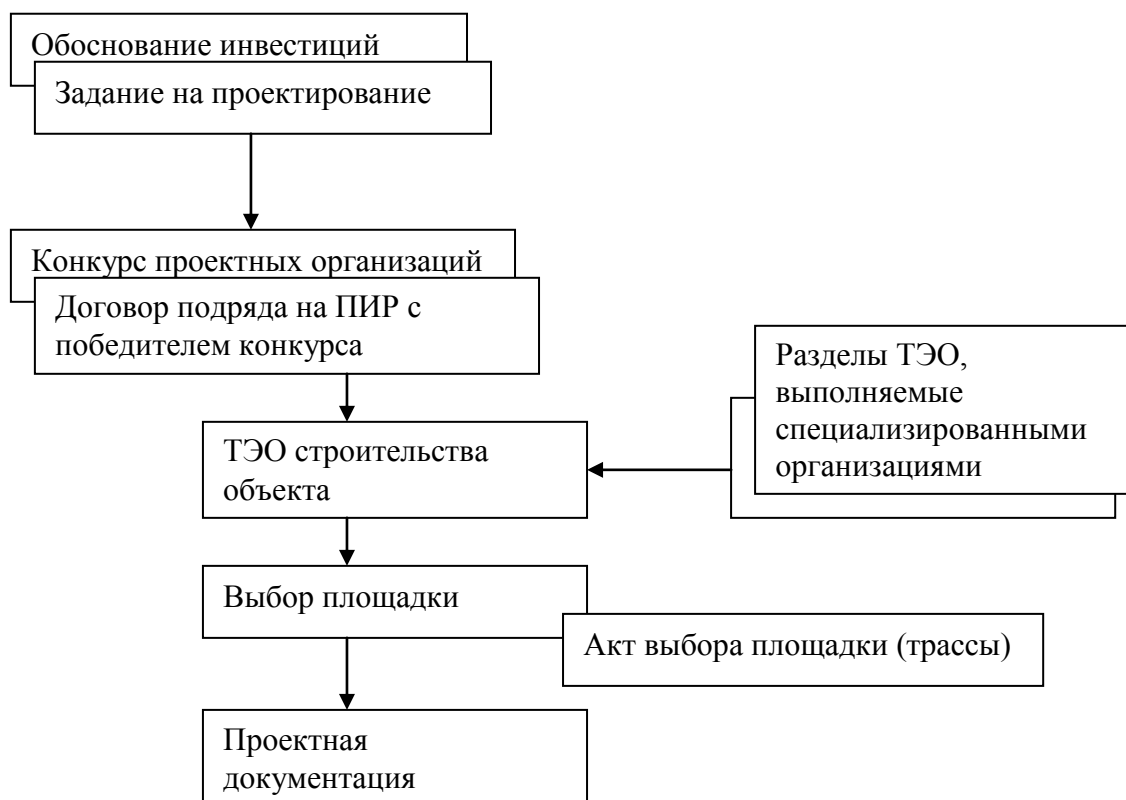 Обоснование инвестиций
Задание на проектирование
Конкурс проектных организаций
Договор подряда на ПИР с
победителем конкурса
Разделы ТЭО,
выполняемые
специализированными
организациями
ТЭО строительства
объекта
Выбор площадки
Акт выбора площадки (трассы)
Проектная
документация